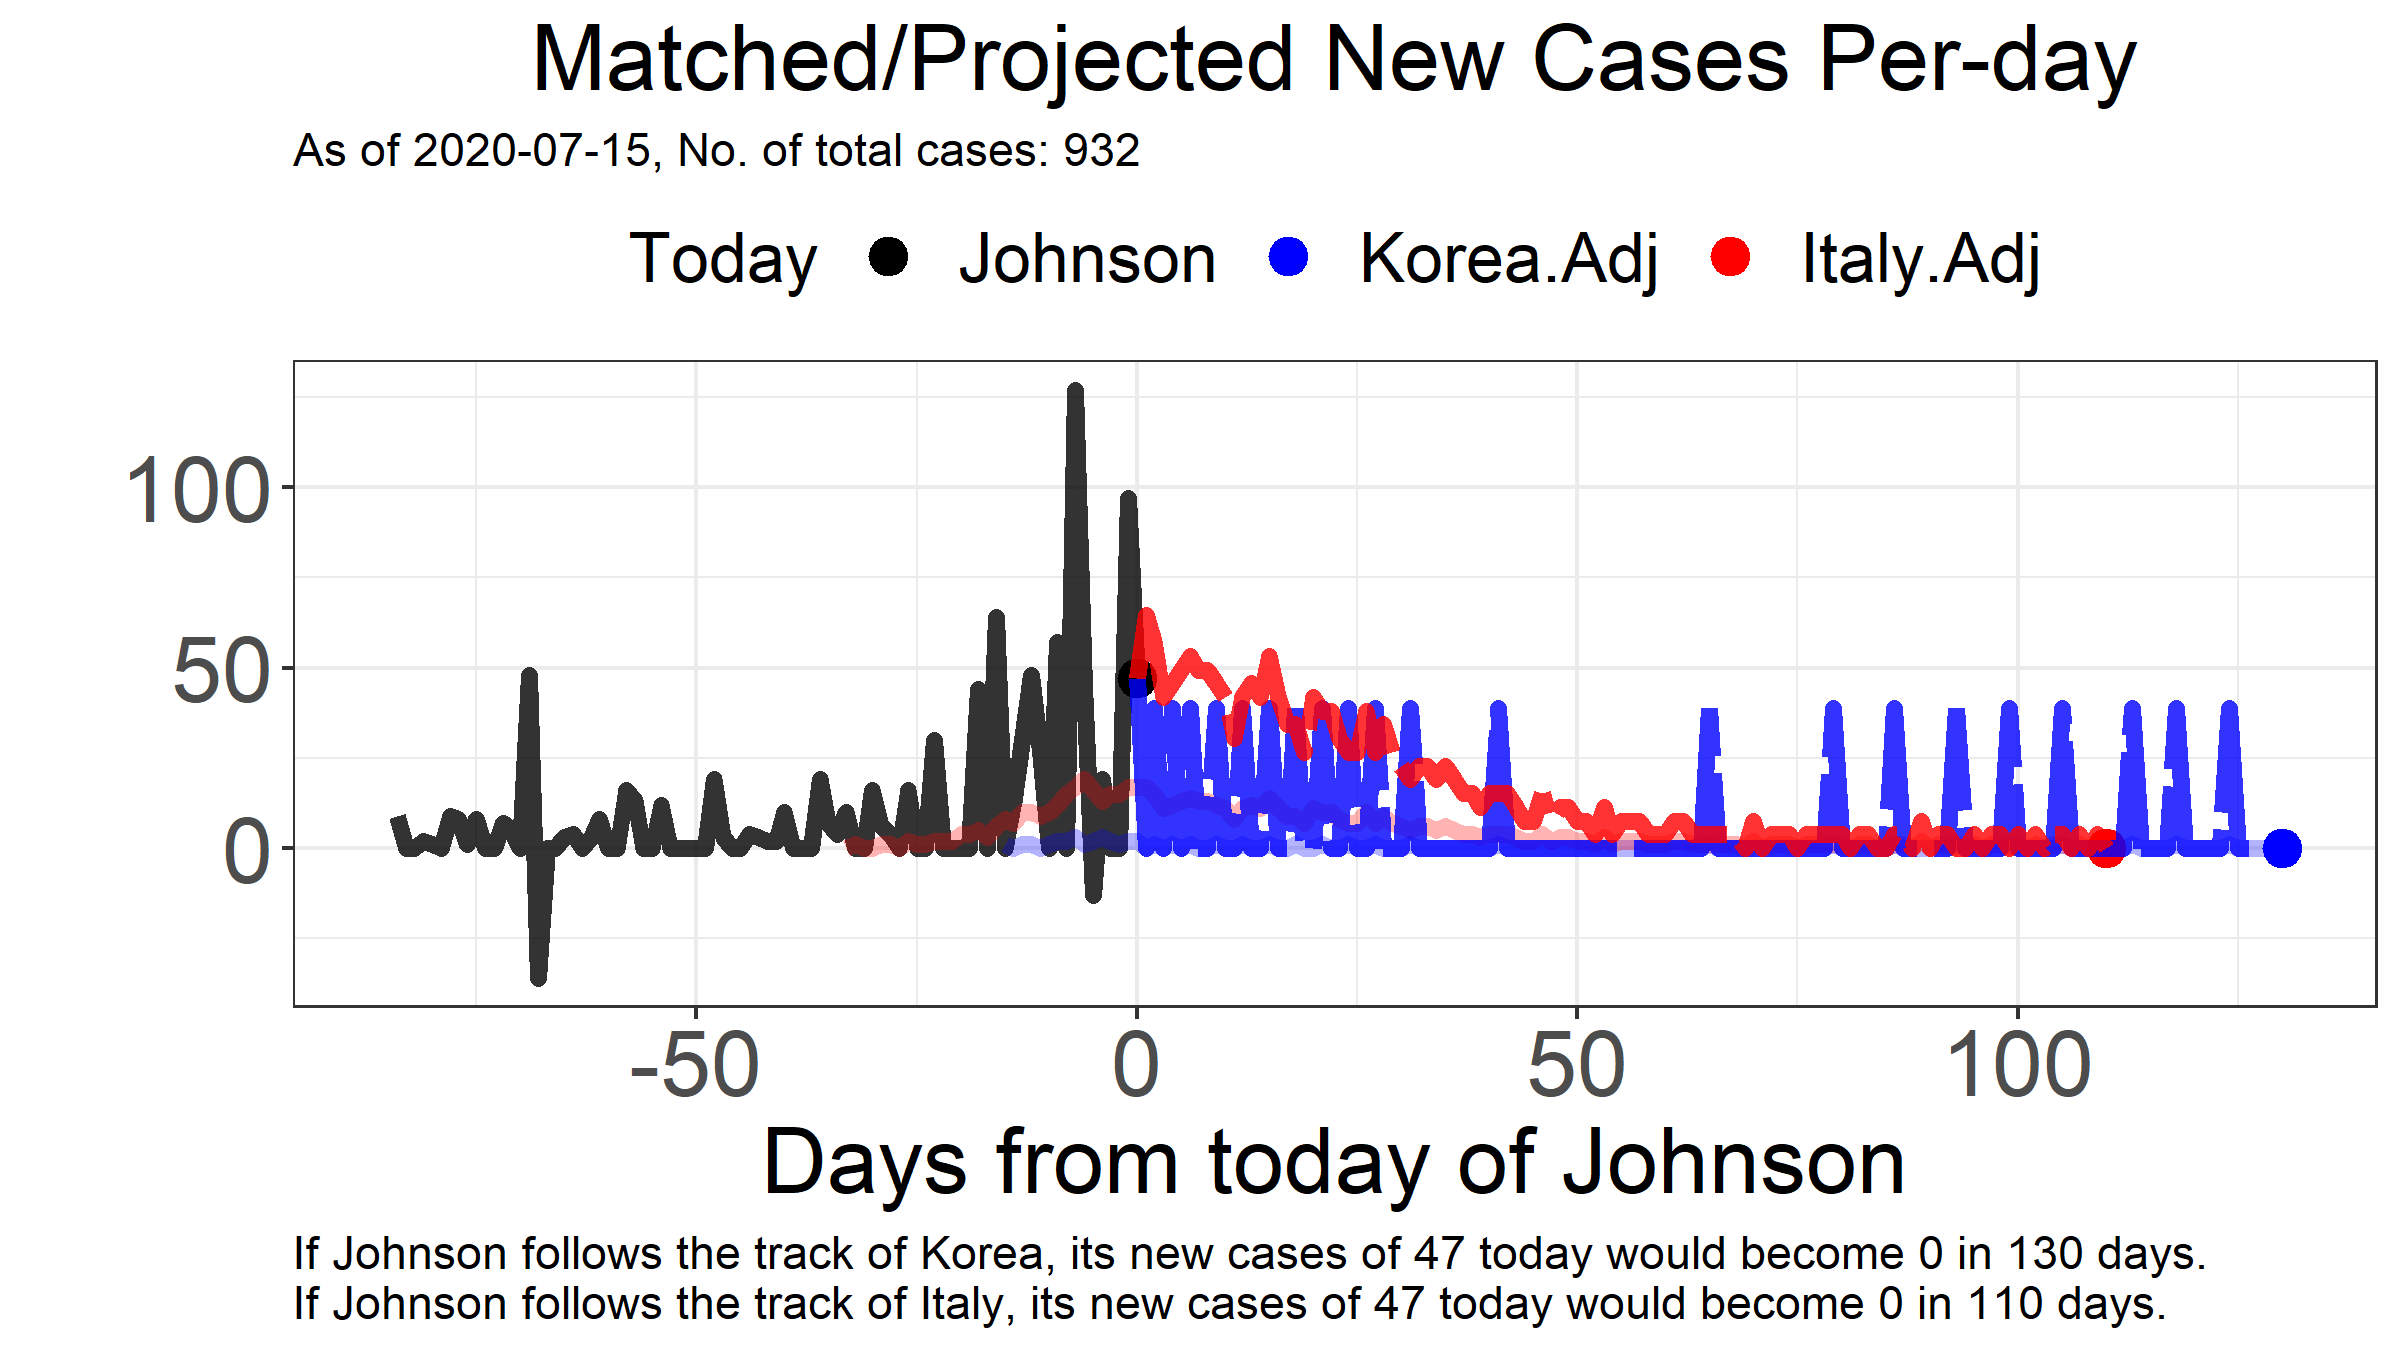 Matched/Projected New Cases Per-day
As of 2020-07-15, No. of total cases: 932
Today Johnson Korea.Adj Italy.Adj
100
50
0
-50 0 50 100
Days from today of Johnson
If Johnson follows the track of Korea, its new cases of 47 today would become 0 in 130 days.
If Johnson follows the track of Italy, its new cases of 47 today would become 0 in 110 days.